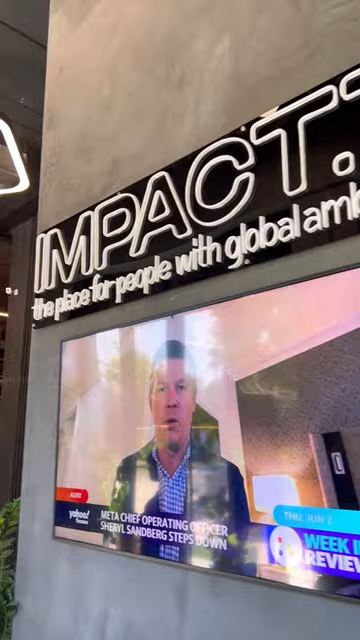 IMPACT.
the place for people with global amb
ALERT
yahoo!
finance
META CHIEF OPERATING OFFICER
SHERYL SANDBERG STEPS DOWN
THU, JUN 2
WEEK I
REVIEW